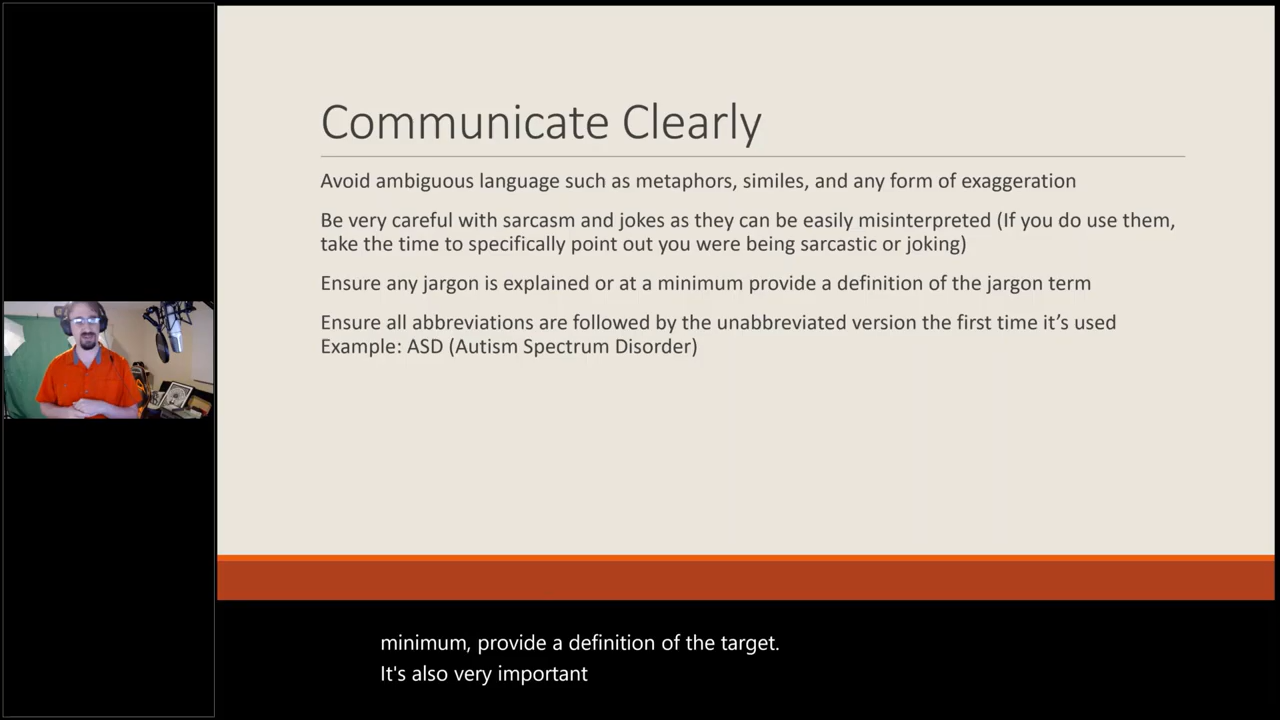 Communicate Clearly
Avoid ambiguous language such as metaphors, similes, and any form of exaggeration
Be very careful with sarcasm and jokes as they can be easily misinterpreted (If you do use them,
take the time to specifically point out you were being sarcastic or joking)
Ensure any jargon is explained or at a minimum provide a definition of the jargon term
Ensure all abbreviations are followed by the unabbreviated version the first time it’s used
Example: ASD (Autism Spectrum Disorder)
minimum, provide a definition of the target.
It's also very important